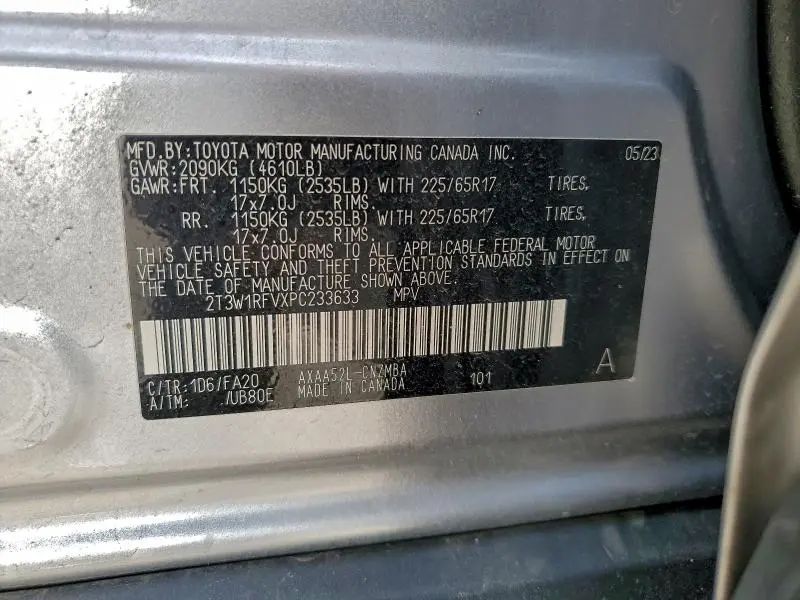 MFD.BY:TOYOTA MOTOR MANUFACTURING CANADA INC. 05/23
GVWR:2090KG (4610LB)
GAWR:FRT. 1150KG (2535LB) WITH 225/65R17 TIRES,
17x7.0J RIMS.
RR. 1150KG (2535LB) WITH 225/65R17 TIRES,
17x7.0J RIMS.
THIS VEHICLE CONFORMS TO ALL APPLICABLE FEDERAL MOTOR
VEHICLE SAFETY AND THEFT PREVENTION STANDARDS IN EFFECT ON
THE DATE OF MANUFACTURE SHOWN ABOVE.
2T3W1RFVXPC233633 MPV
C/TR:1D6/FA20 AXAA52L-CNZMBA 101 A
A/TM: /UB80E MADE IN CANADA